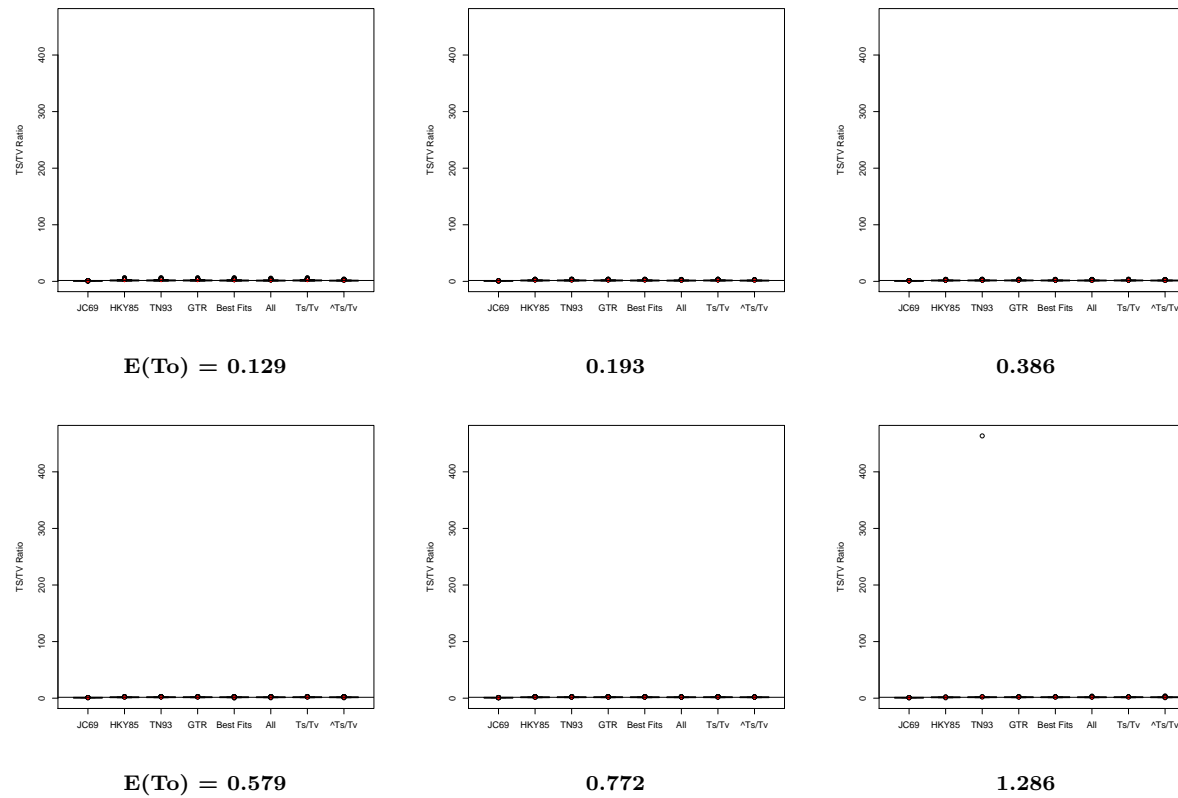 400
300
200
100
0
TS/TV Ratio
JC69 HKY85 TN93 GTR Best Fits All Ts/Tv ^Ts/Tv
400
300
200
100
0
TS/TV Ratio
JC69 HKY85 TN93 GTR Best Fits All Ts/Tv ^Ts/Tv
400
300
200
100
0
TS/TV Ratio
JC69 HKY85 TN93 GTR Best Fits All Ts/Tv ^Ts/Tv
E(To) = 0.129
0.193
0.386
400
300
200
100
0
TS/TV Ratio
JC69 HKY85 TN93 GTR Best Fits All Ts/Tv ^Ts/Tv
400
300
200
100
0
TS/TV Ratio
JC69 HKY85 TN93 GTR Best Fits All Ts/Tv ^Ts/Tv
400
300
200
100
0
TS/TV Ratio
JC69 HKY85 TN93 GTR Best Fits All Ts/Tv ^Ts/Tv
E(To) = 0.579
0.772
1.286